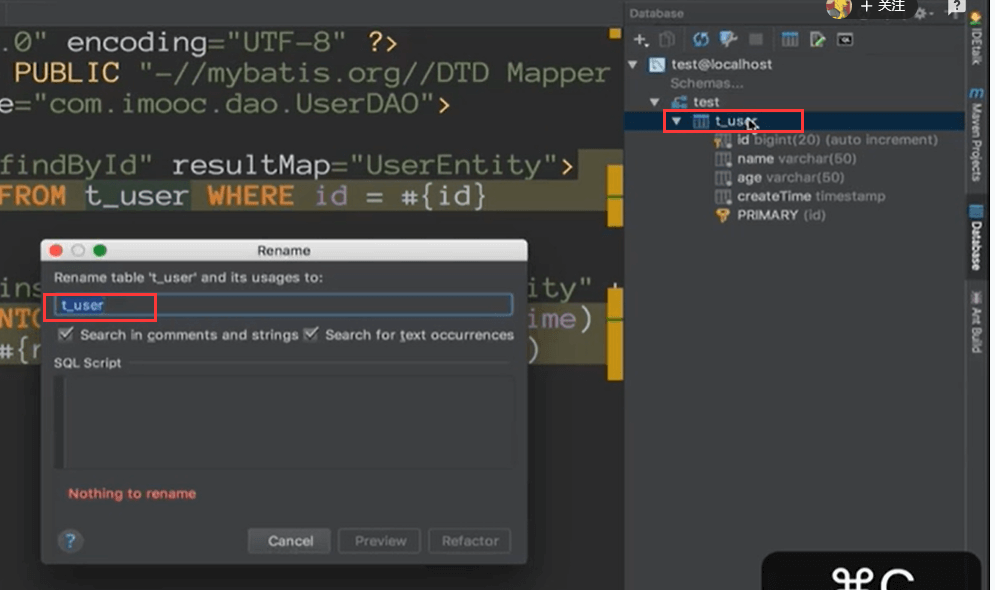 .0" encoding="UTF-8" ?>
PUBLIC "-//mybatis.org//DTD Mapper
e="com.imooc.dao.UserDAO">
findById" resultMap="UserEntity">
FROM t_user WHERE id = #{id}
ins
ity"
NTO
ime)
#{r
)
Rename
Rename table 't_user' and its usages to:
t_user
Search in comments and strings
Search for text occurrences
SQL Script
Nothing to rename
?
Cancel
Preview
Refactor
Database
+ 关注
?
test@localhost
Schemas...
test
t_user
id bigint(20) (auto increment)
name varchar(50)
age varchar(50)
createTime timestamp
PRIMARY (id)
IDEtalk
m Maven Projects
Database
Ant Build
⌘C